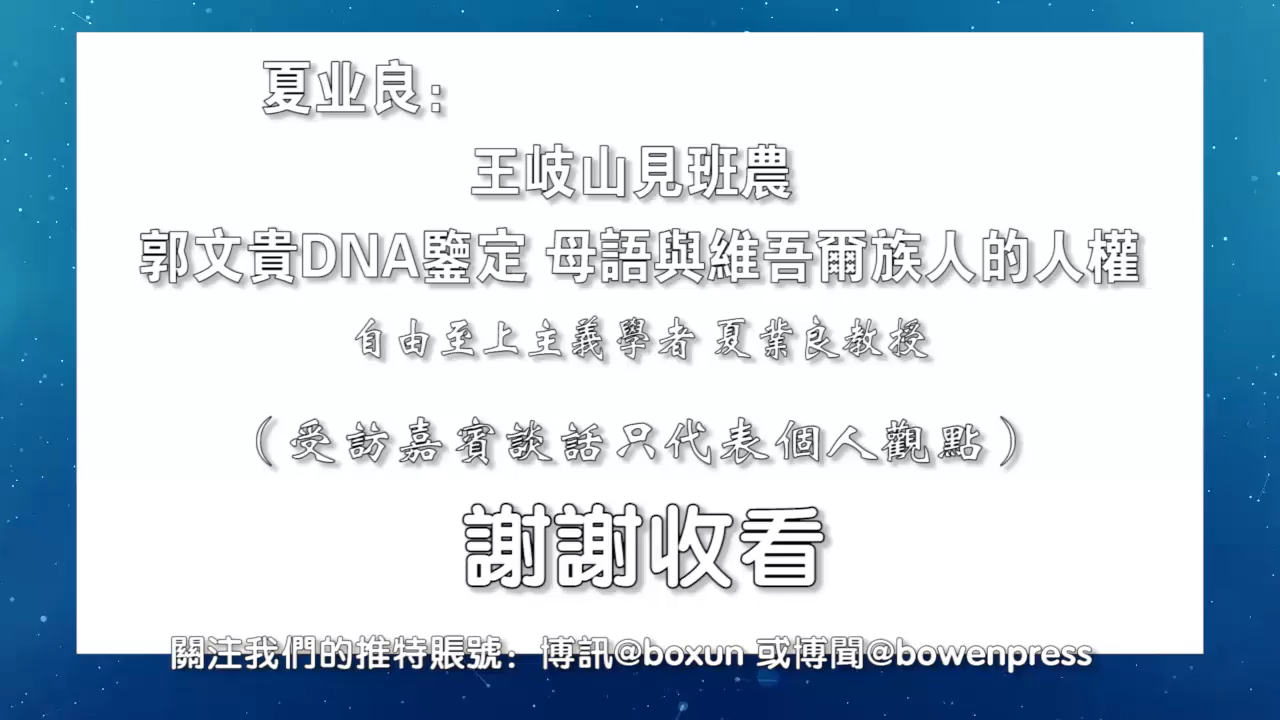 夏业良：
王岐山見班農
郭文貴DNA鑒定 母語與維吾爾族人的人權
自由至上主義學者 夏業良教授
（受訪嘉賓談話只代表個人觀點）
謝謝收看
關注我們的推特賬號：博訊@boxun 或博聞@bowenpress